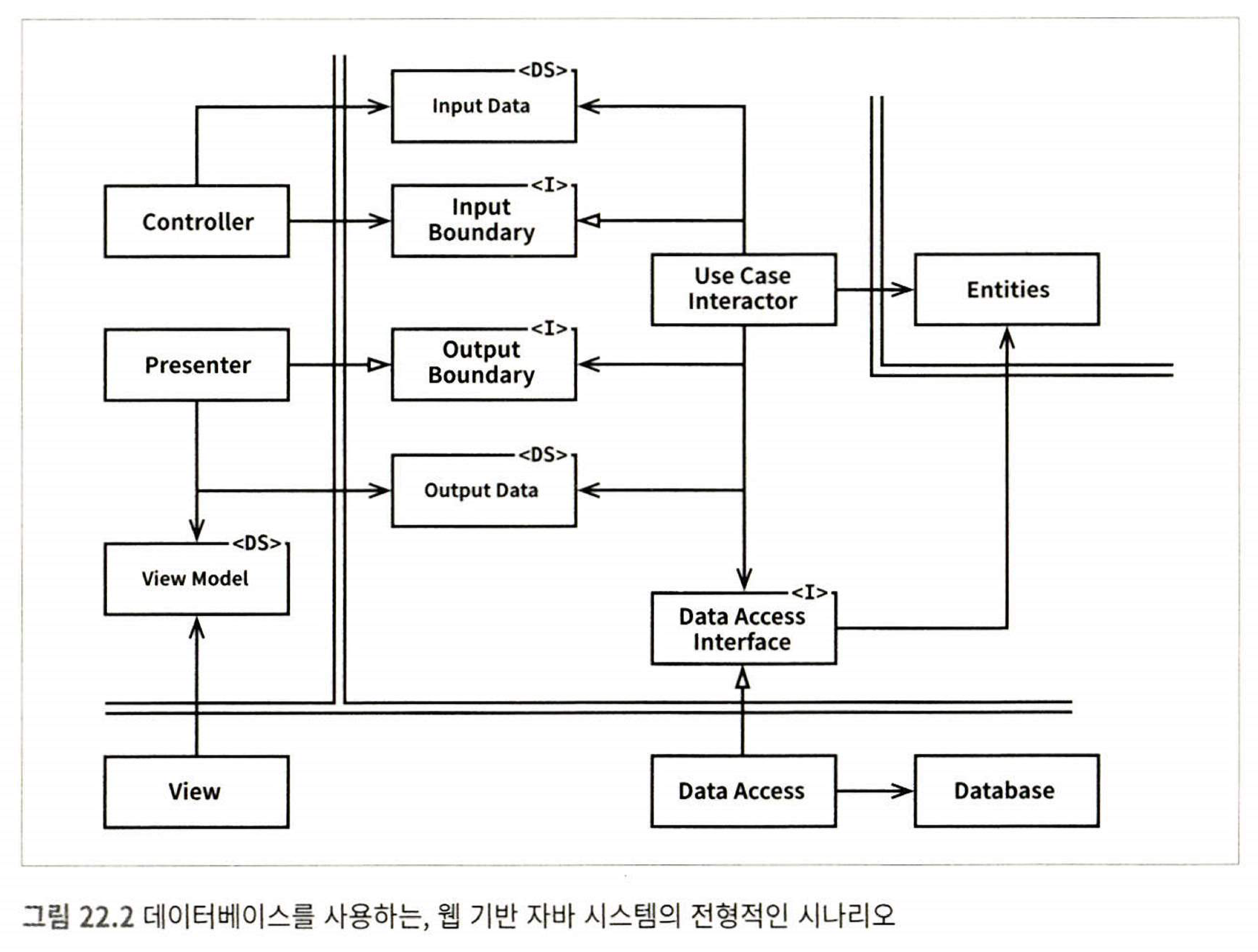 <DS>
Input Data
<I>
Input
Boundary
Controller
Use Case
Interactor
Entities
<I>
Output
Boundary
Presenter
<DS>
Output Data
<DS>
View Model
<I>
Data Access
Interface
View
Data Access
Database
그림 22.2 데이터베이스를 사용하는, 웹 기반 자바 시스템의 전형적인 시나리오